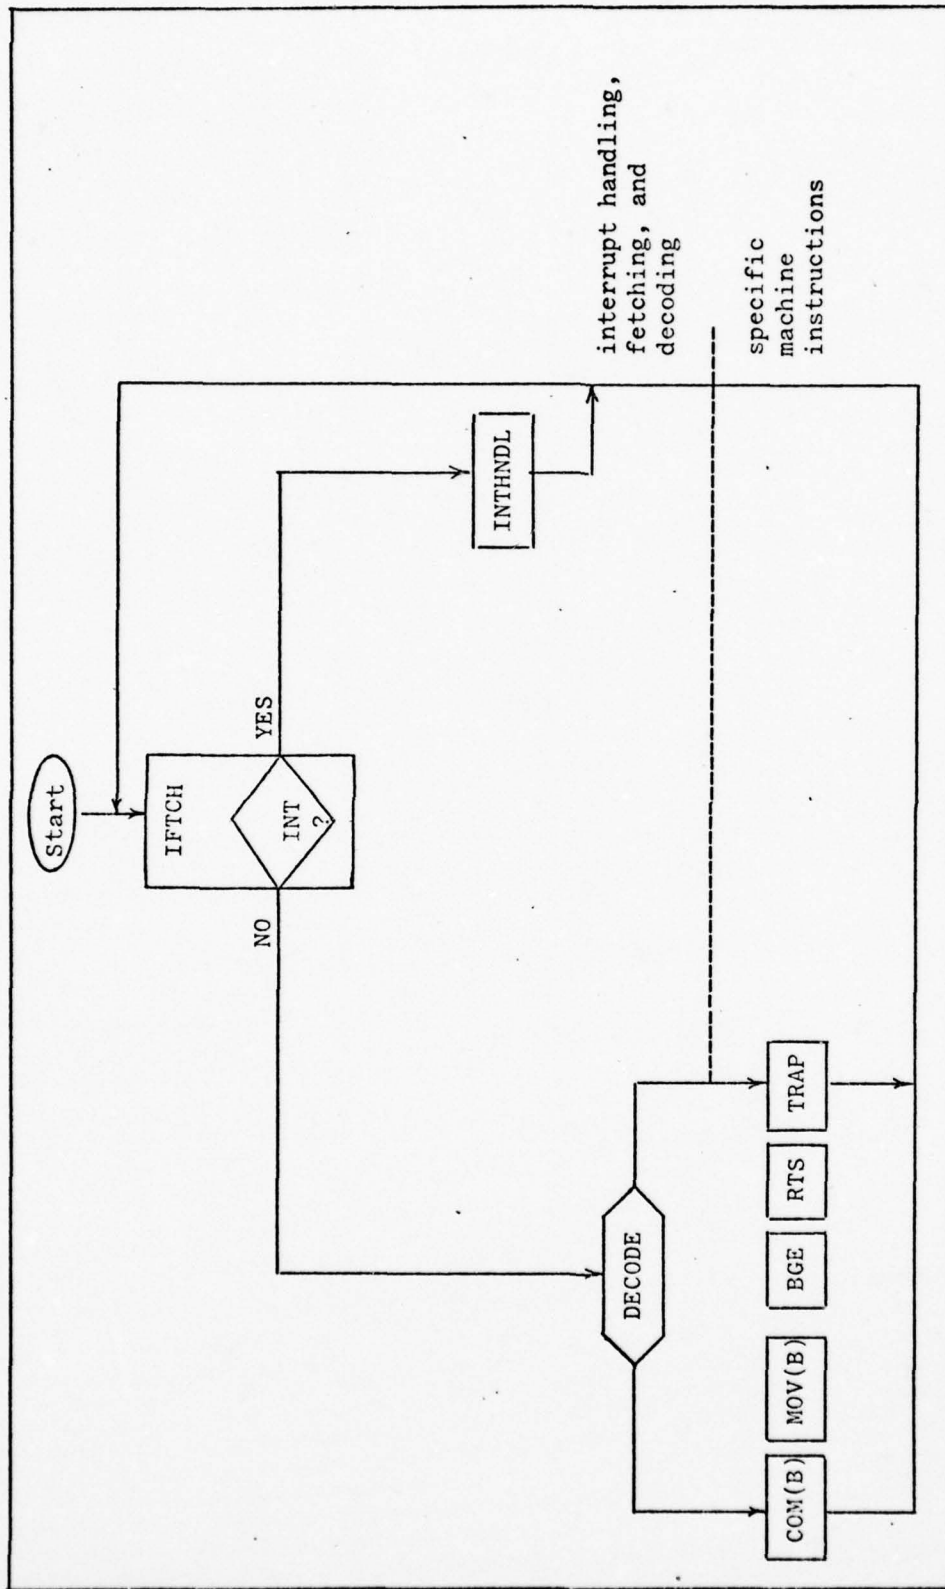 Start
IFTCH
INT
?
NO
YES
INTHNDL
DECODE
interrupt handling,
fetching, and
decoding
specific
machine
instructions
COM(B)
MOV(B)
BGE
RTS
TRAP